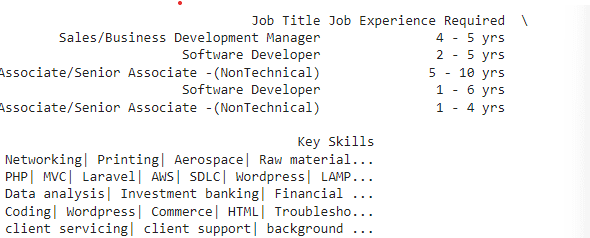 Job Title Job Experience Required \
Sales/Business Development Manager 4 - 5 yrs
Software Developer 2 - 5 yrs
Associate/Senior Associate -(NonTechnical) 5 - 10 yrs
Software Developer 1 - 6 yrs
Associate/Senior Associate -(NonTechnical) 1 - 4 yrs
Key Skills
Networking| Printing| Aerospace| Raw material...
PHP| MVC| Laravel| AWS| SDLC| Wordpress| LAMP...
Data analysis| Investment banking| Financial ...
Coding| Wordpress| Commerce| HTML| Troublesho...
client servicing| client support| background ...